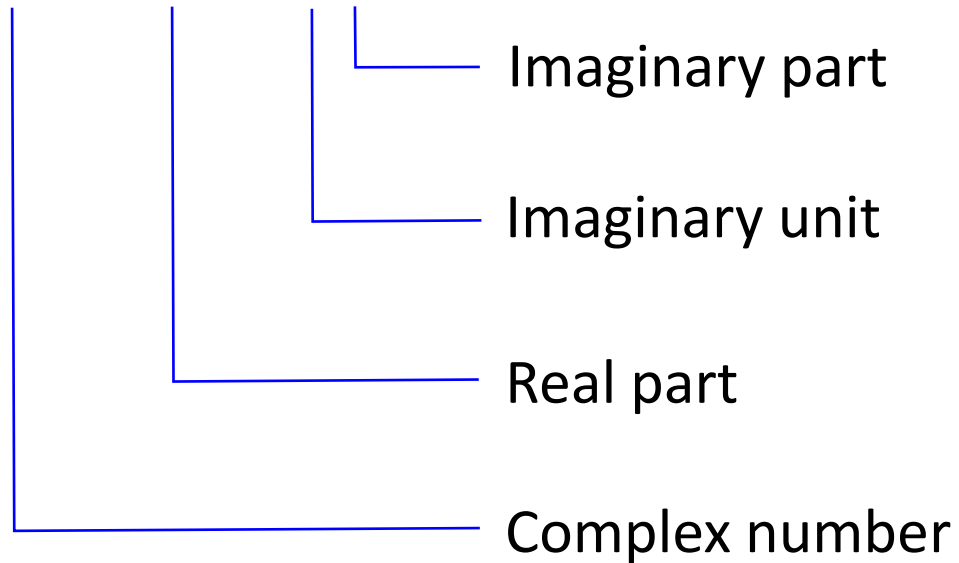 Imaginary part
Imaginary unit
Real part
Complex number